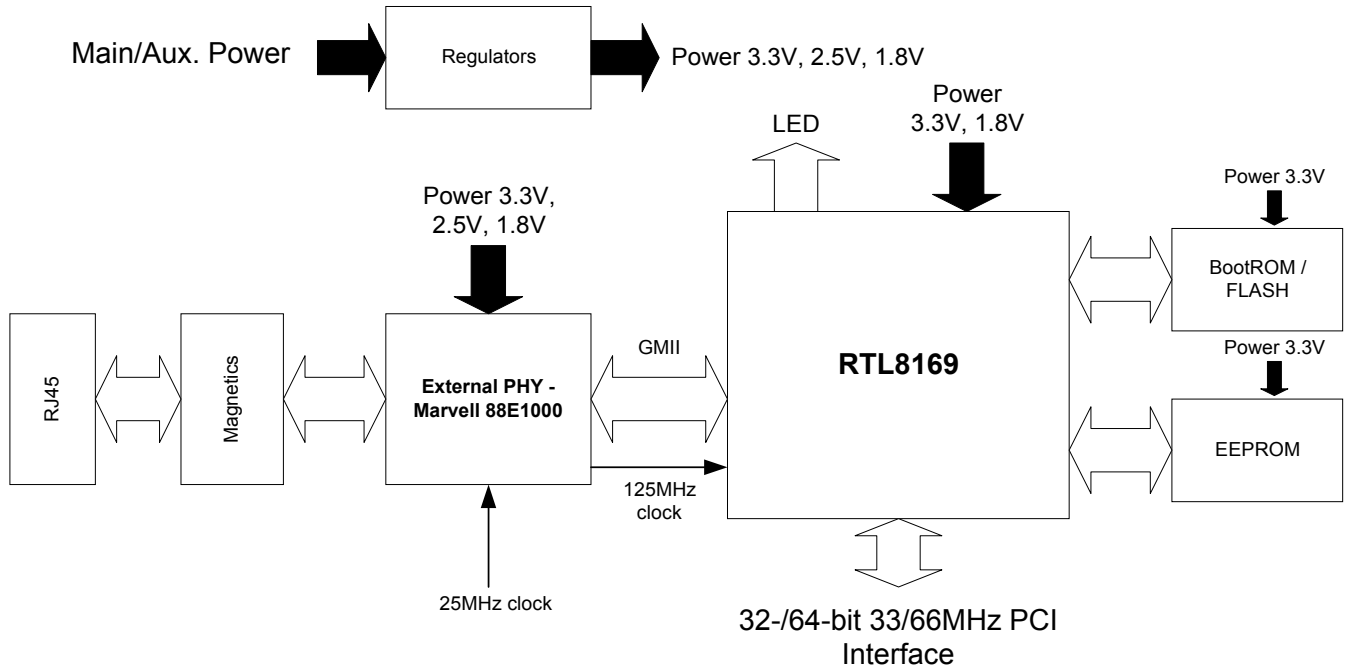 Main/Aux. Power
Regulators
Power 3.3V, 2.5V, 1.8V
LED
Power
3.3V, 1.8V
Power 3.3V,
2.5V, 1.8V
Power 3.3V
BootROM /
FLASH
RJ45
Magnetics
External PHY -
Marvell 88E1000
GMII
RTL8169
Power 3.3V
EEPROM
125MHz
clock
25MHz clock
32-/64-bit 33/66MHz PCI
Interface